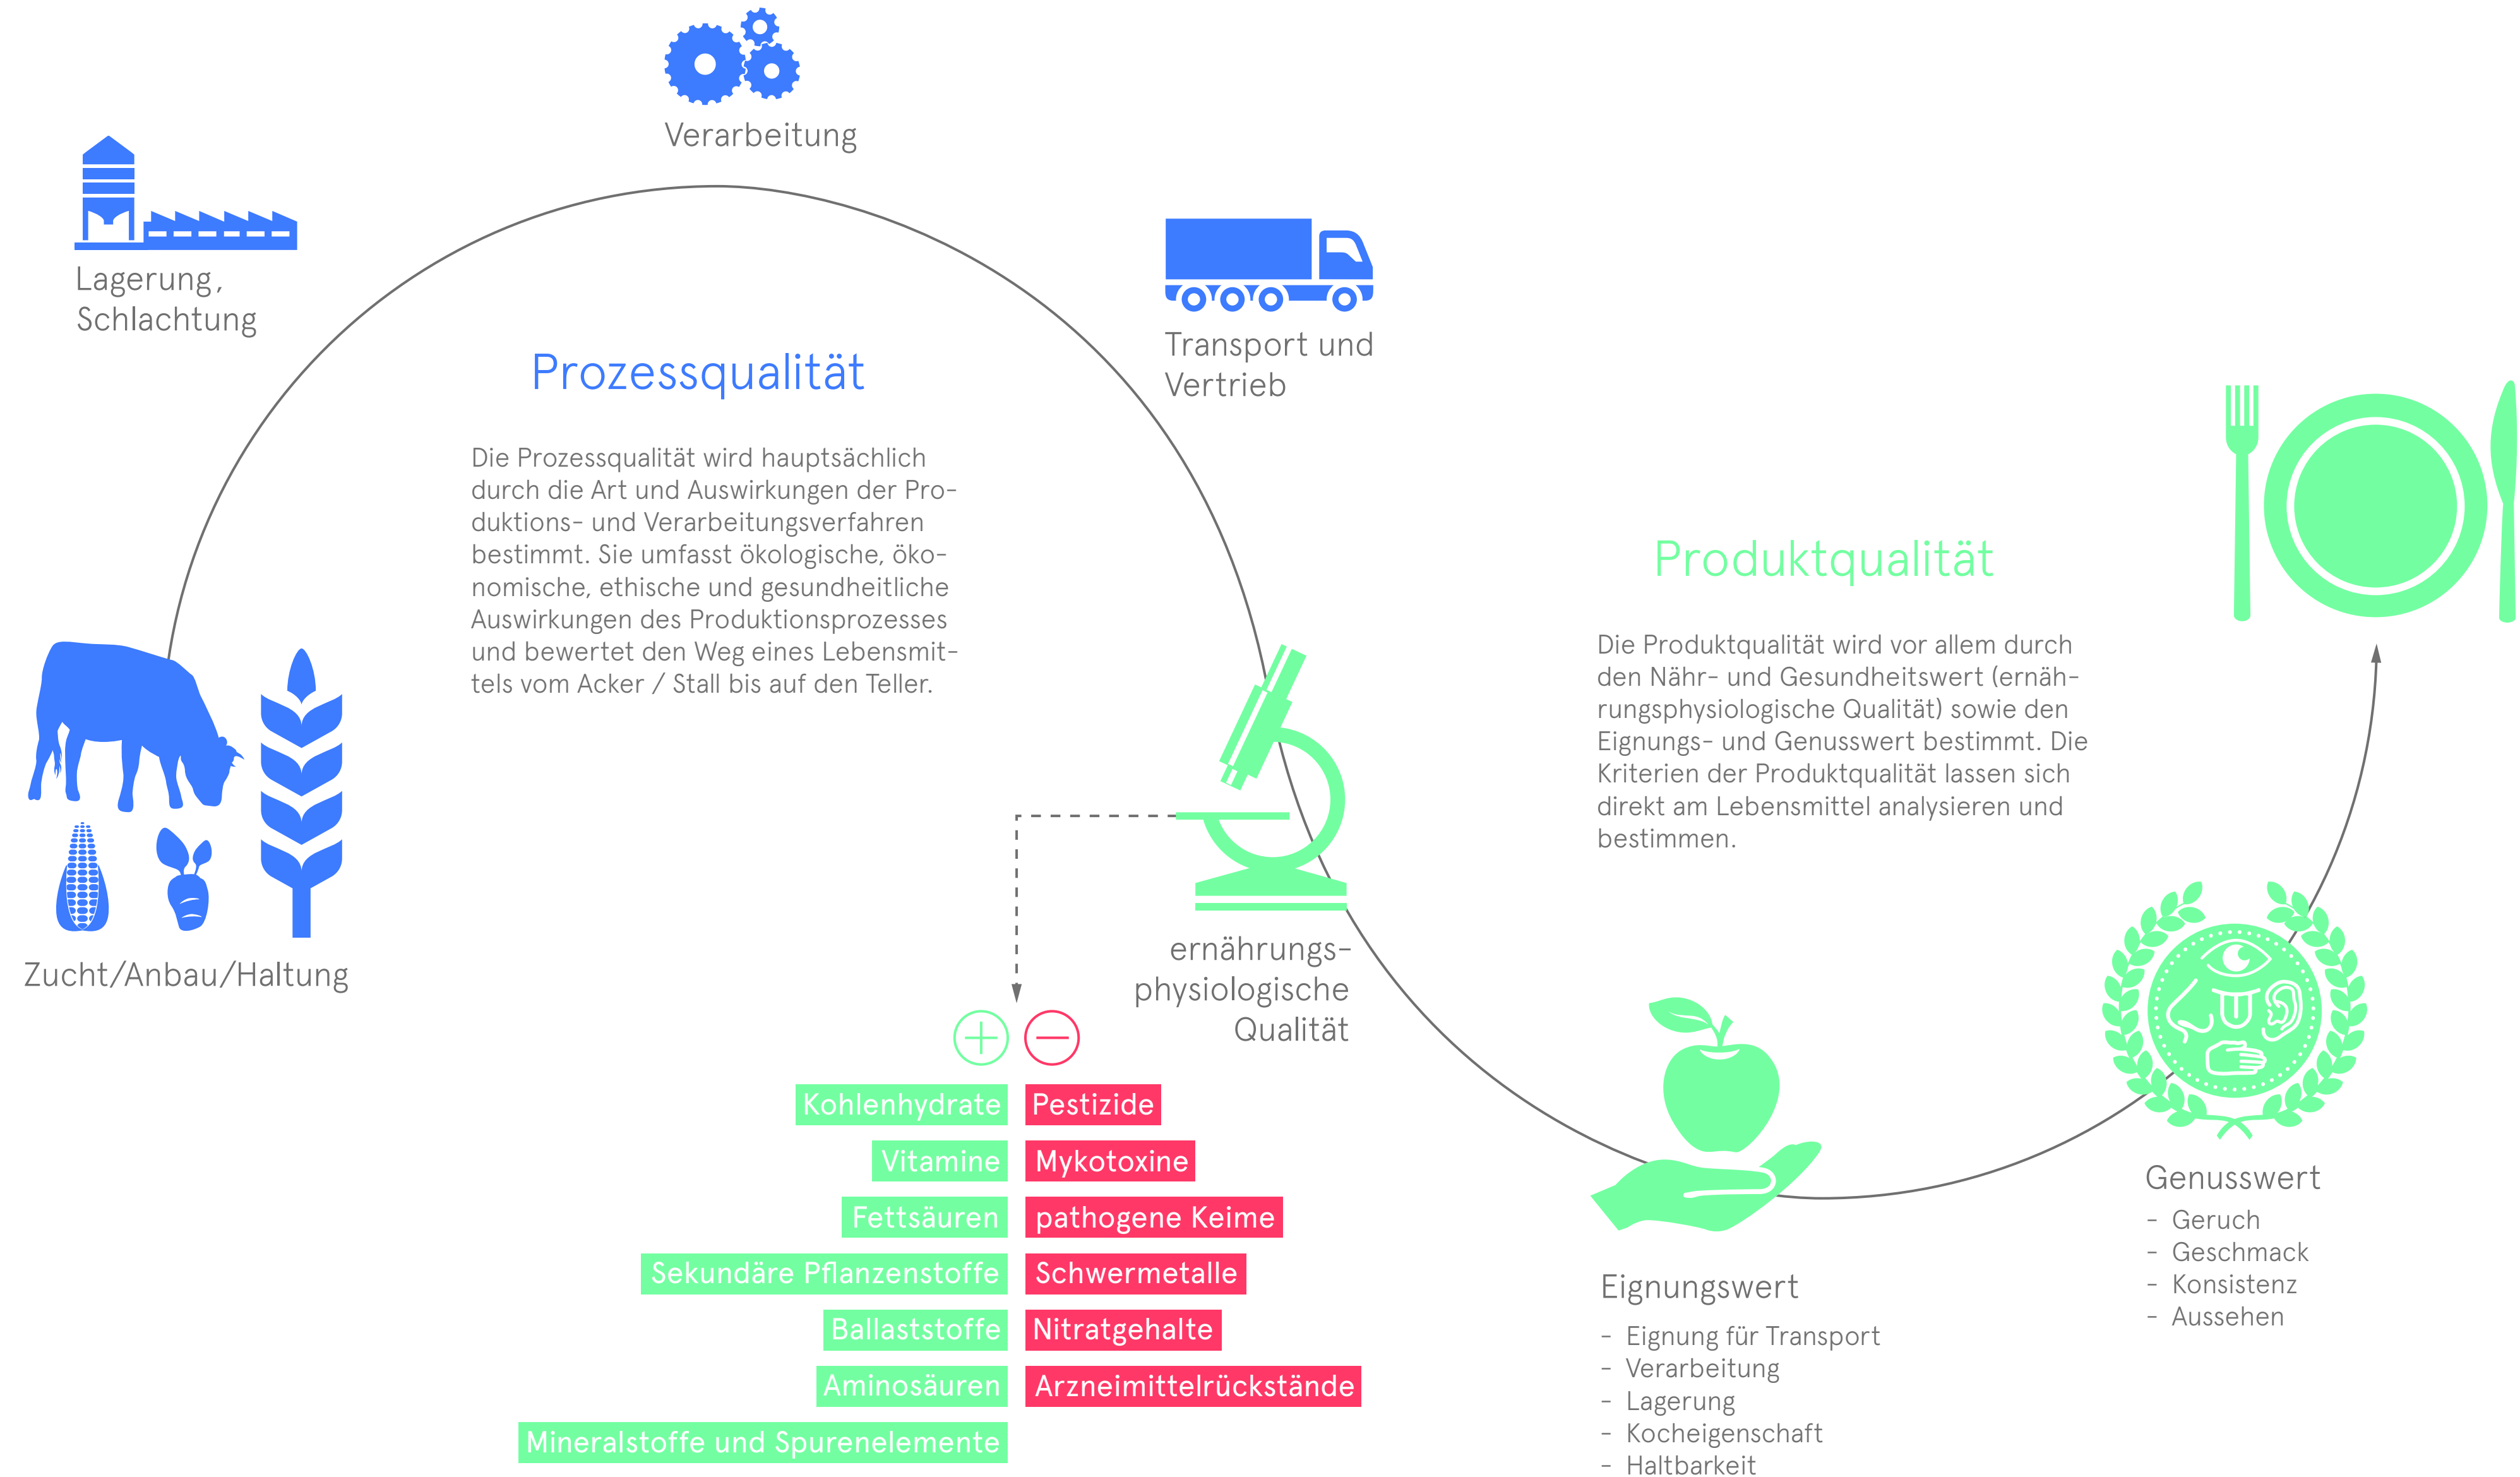 Verarbeitung
Lagerung,
Schlachtung
Transport und
Vertrieb
Prozessqualität
Die Prozessqualität wird hauptsächlich
durch die Art und Auswirkungen der Pro-
duktions- und Verarbeitungsverfahren
bestimmt. Sie umfasst ökologische, öko-
nomische, ethische und gesundheitliche
Auswirkungen des Produktionsprozesses
und bewertet den Weg eines Lebensmit-
tels vom Acker / Stall bis auf den Teller.
Zucht/Anbau/Haltung
Produktqualität
Die Produktqualität wird vor allem durch
den Nähr- und Gesundheitswert (ernäh-
rungsphysiologische Qualität) sowie den
Eignungs- und Genusswert bestimmt. Die
Kriterien der Produktqualität lassen sich
direkt am Lebensmittel analysieren und
bestimmen.
ernährungs-
physiologische
Qualität
+ −
Kohlenhydrate
Vitamine
Fettsäuren
Sekundäre Pflanzenstoffe
Ballaststoffe
Aminosäuren
Mineralstoffe und Spurenelemente
Pestizide
Mykotoxine
pathogene Keime
Schwermetalle
Nitratgehalte
Arzneimittelrückstände
Eignungswert
- Eignung für Transport
- Verarbeitung
- Lagerung
- Kocheigenschaft
- Haltbarkeit
Genusswert
- Geruch
- Geschmack
- Konsistenz
- Aussehen